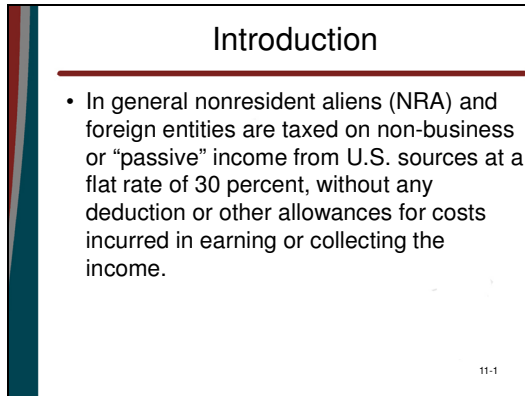 Introduction
• In general nonresident aliens (NRA) and
foreign entities are taxed on non-business
or “passive” income from U.S. sources at a
flat rate of 30 percent, without any
deduction or other allowances for costs
incurred in earning or collecting the
income.
11-1